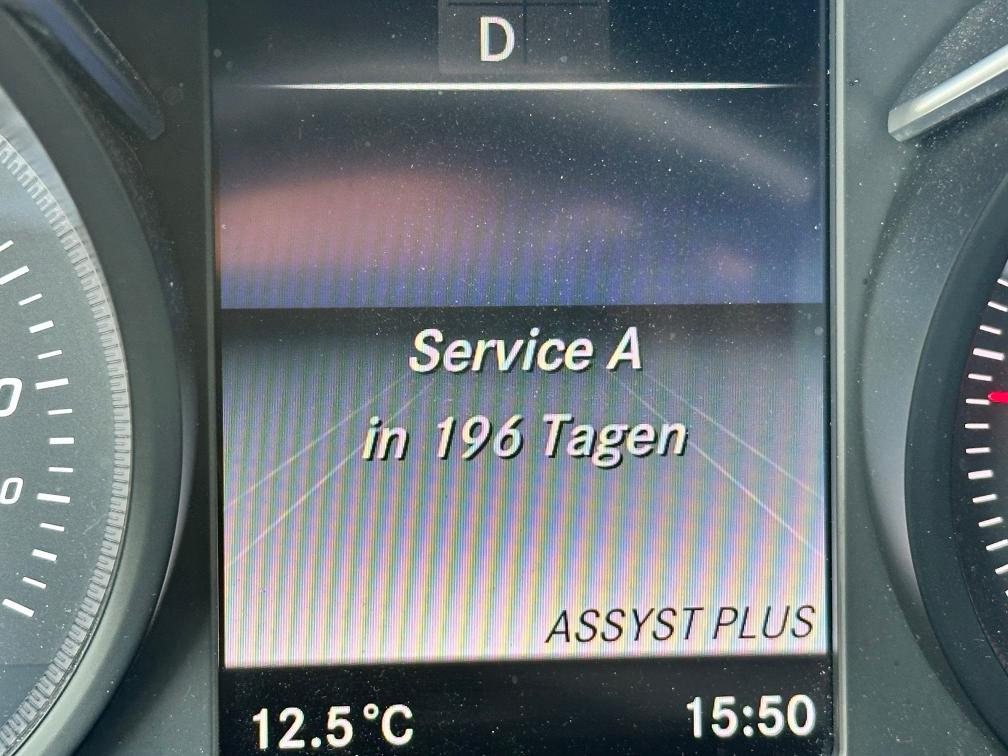 D
Service A
in 196 Tagen
ASSYST PLUS
12.5°C 15:50